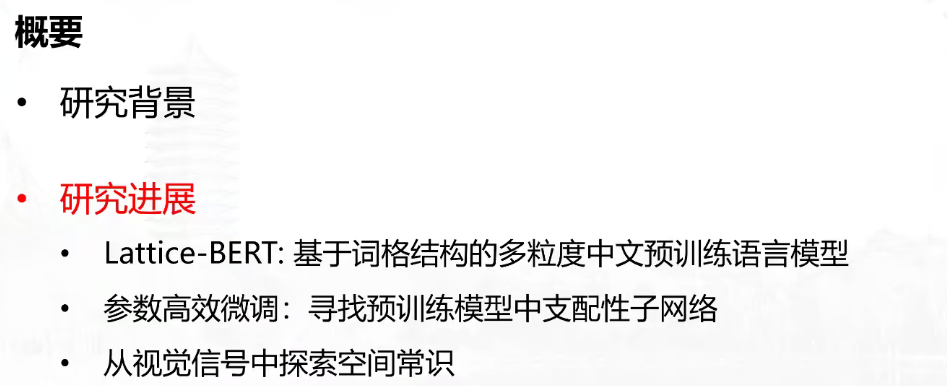 概要
• 研究背景
• 研究进展
• Lattice-BERT: 基于词格结构的多粒度中文预训练语言模型
• 参数高效微调：寻找预训练模型中支配性子网络
• 从视觉信号中探索空间常识